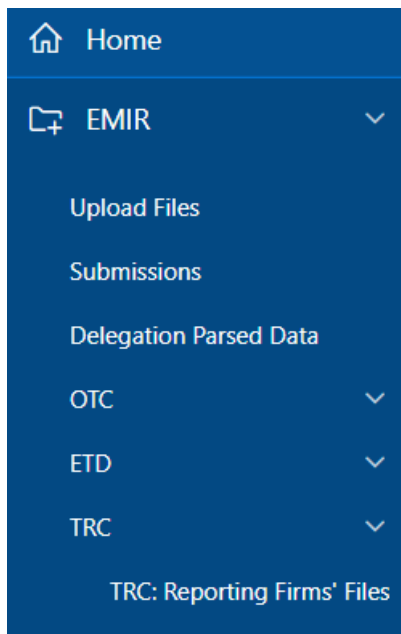 Home
EMIR
Upload Files
Submissions
Delegation Parsed Data
OTC
ETD
TRC
TRC: Reporting Firms' Files